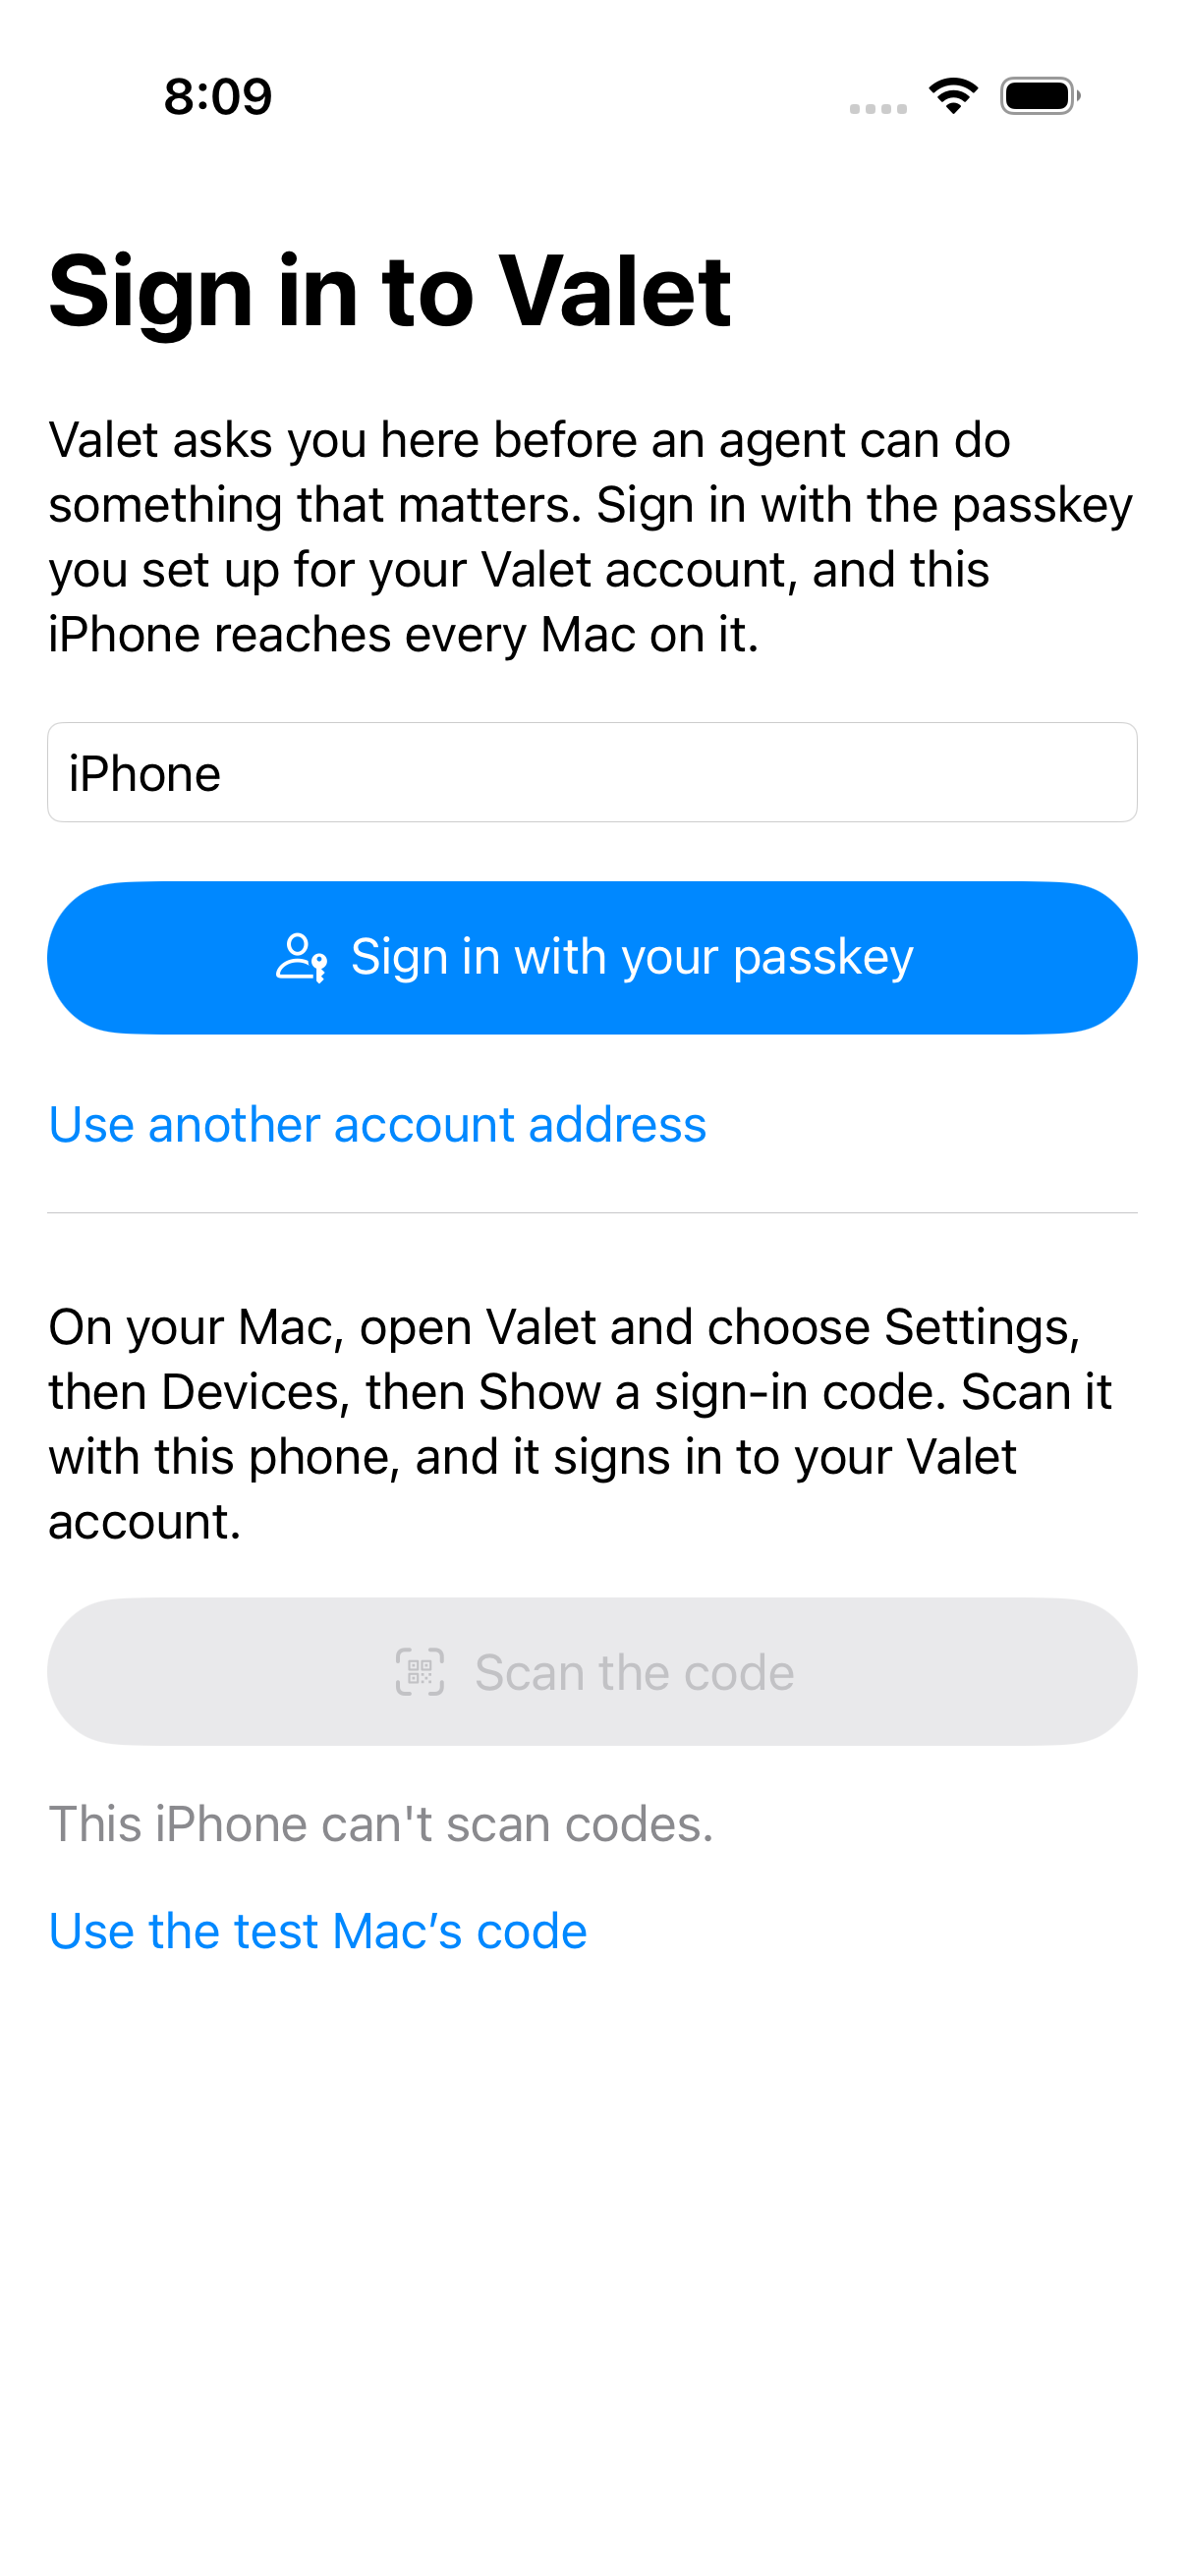 8:09
Sign in to Valet
Valet asks you here before an agent can do
something that matters. Sign in with the passkey
you set up for your Valet account, and this
iPhone reaches every Mac on it.
iPhone
Sign in with your passkey
Use another account address
On your Mac, open Valet and choose Settings,
then Devices, then Show a sign-in code. Scan it
with this phone, and it signs in to your Valet
account.
Scan the code
This iPhone can't scan codes.
Use the test Mac’s code